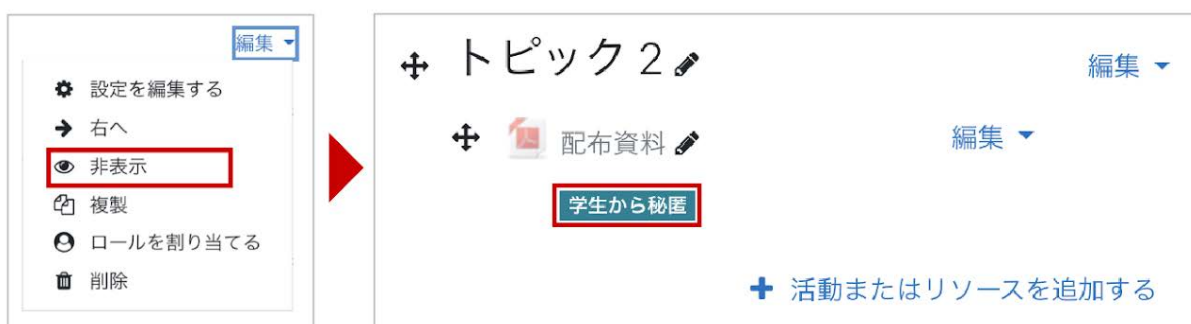 編集
設定を編集する
右へ
非表示
複製
ロールを割り当てる
削除
トピック 2
編集
配布資料
編集
学生から秘匿
活動またはリソースを追加する